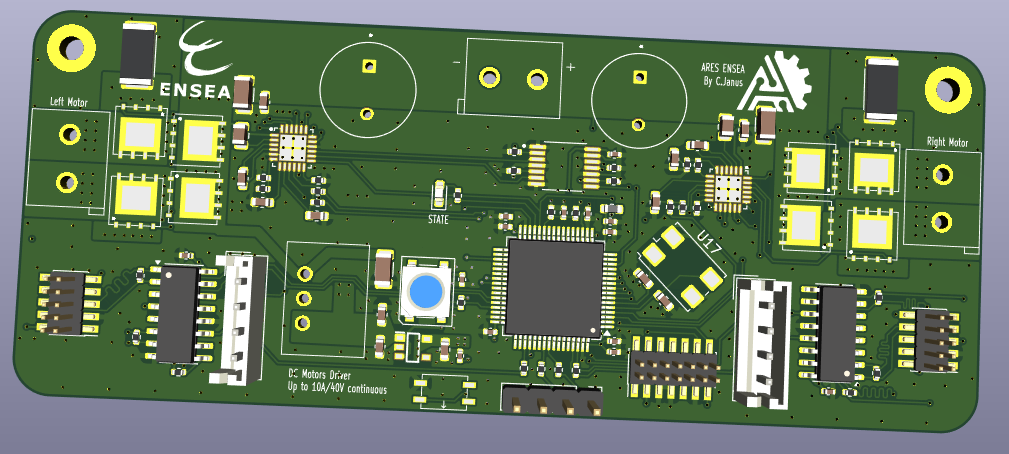 ENSEA
ARES ENSEA
By C.Janus
Left Motor
- +
Right Motor
STATE
U17
DC Motors Driver
Up to 10A/40V continuous